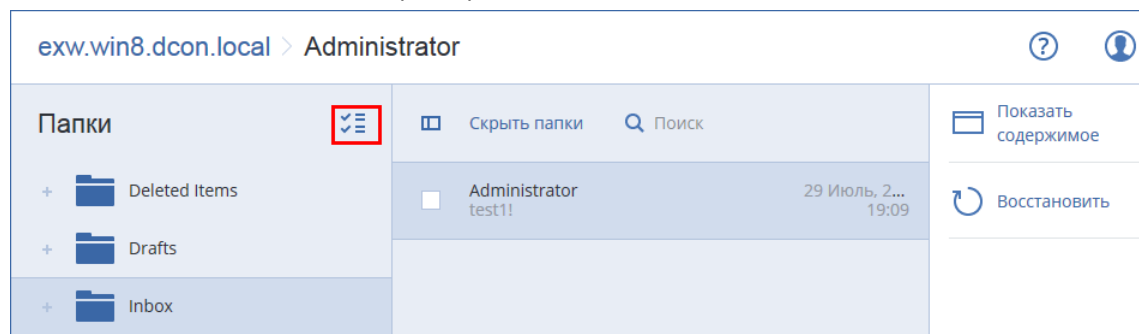 exw.win8.dcon.local > Administrator
Папки
Скрыть папки
Поиск
Показать
содержимое
Deleted Items
Administrator
29 Июль, 2...
test1!
19:09
Восстановить
Drafts
Inbox